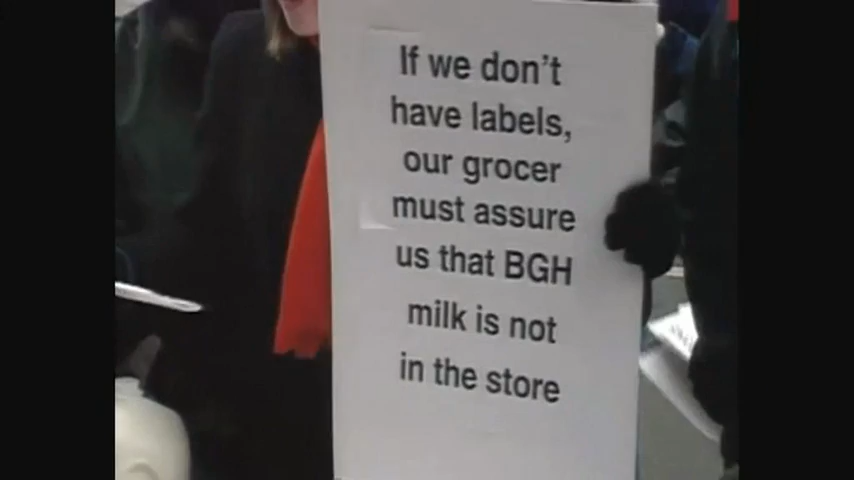 If we don't
have labels,
our grocer
must assure
us that BGH
milk is not
in the store